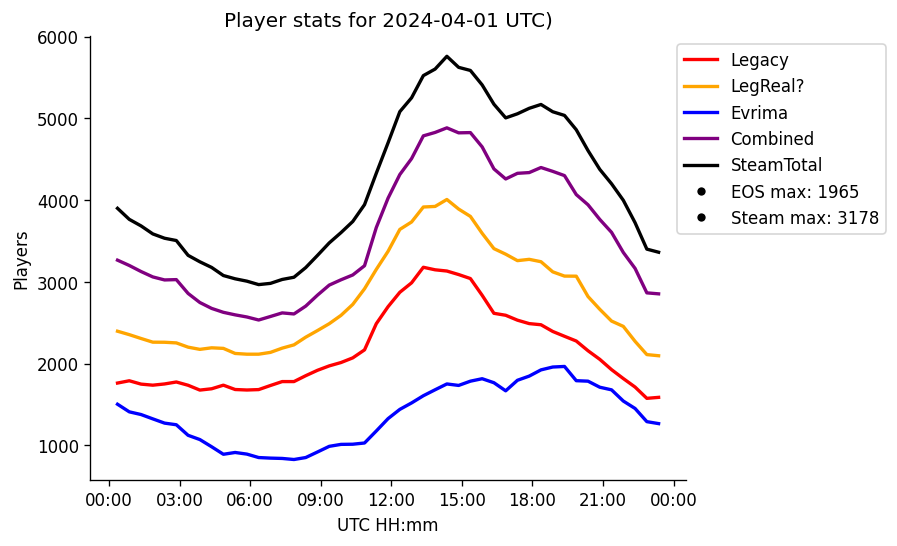 Player stats for 2024-04-01 UTC)
6000
5000
4000
3000
2000
1000
Players
00:00 03:00 06:00 09:00 12:00 15:00 18:00 21:00 00:00
UTC HH:mm
Legacy
LegReal?
Evrima
Combined
SteamTotal
EOS max: 1965
Steam max: 3178